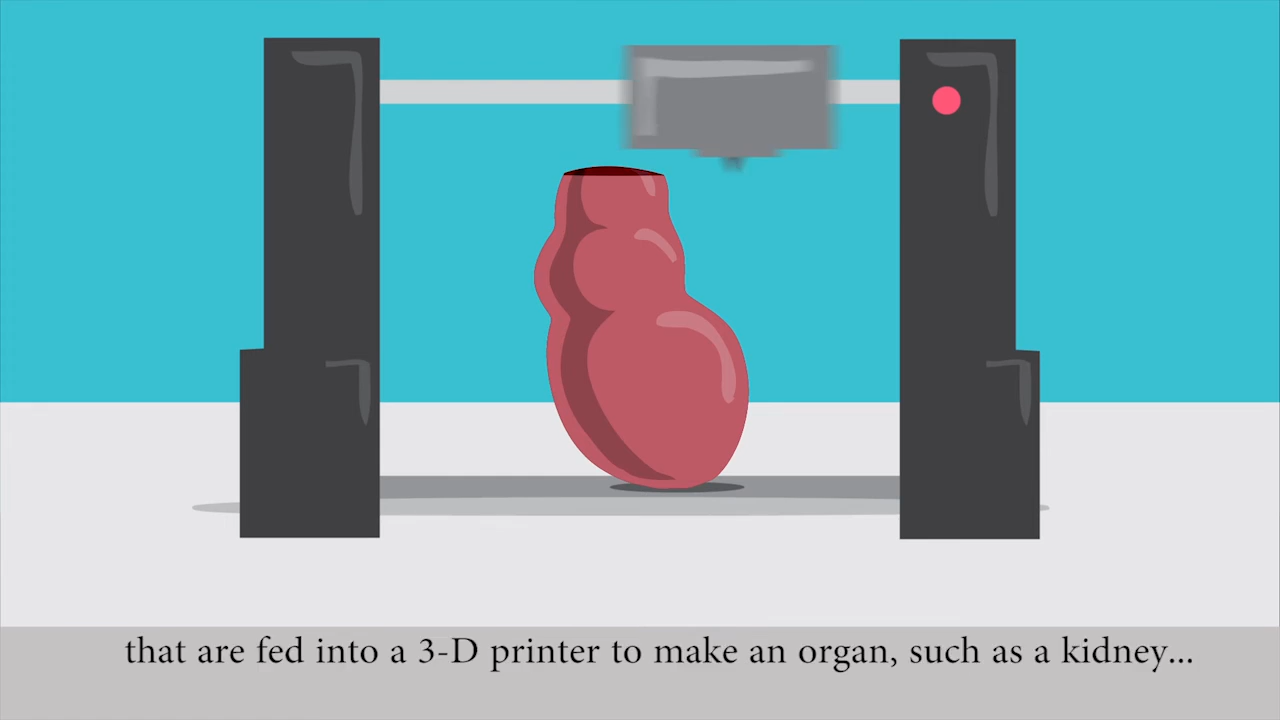 that are fed into a 3-D printer to make an organ, such as a kidney...